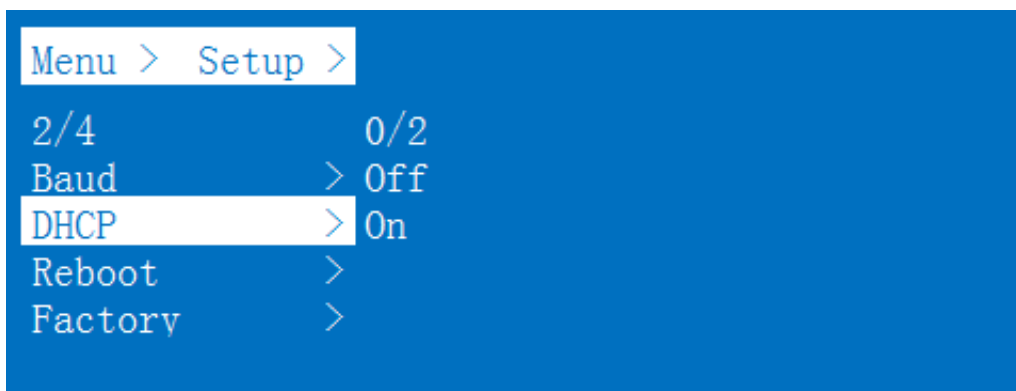 Menu > Setup >
2/4 0/2
Baud > Off
DHCP > On
Reboot >
Factory >